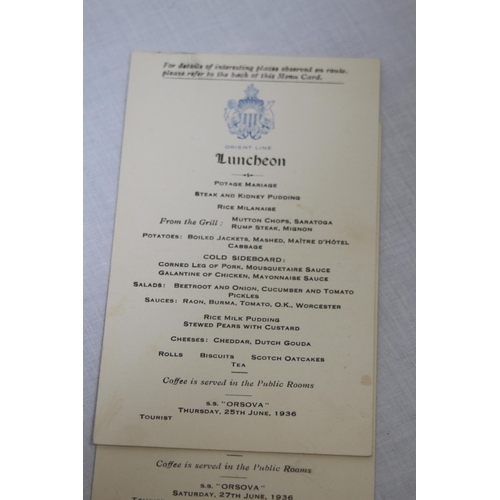 For details of interesting places observed on route,
please refer to the back of this Menu Card.
ORIENT LINE
Luncheon
POTAGE MARIAGE
STEAK AND KIDNEY PUDDING
RICE MILANAISE
From the Grill: MUTTON CHOPS, SARATOGA
RUMP STEAK, MIGNON
POTATOES: BOILED JACKETS, MASHED, MAÎTRE D'HÔTEL
CABBAGE
COLD SIDEBOARD:
CORNED LEG OF PORK, MOUSQUETAIRE SAUCE
GALANTINE OF CHICKEN, MAYONNAISE SAUCE
SALADS: BEETROOT AND ONION, CUCUMBER AND TOMATO
PICKLES
SAUCES: RAON, BURMA, TOMATO, O.K., WORCESTER
RICE MILK PUDDING
STEWED PEARS WITH CUSTARD
CHEESES: CHEDDAR, DUTCH GOUDA
ROLLS BISCUITS SCOTCH OATCAKES
TEA
Coffee is served in the Public Rooms
S.S. "ORSOVA"
THURSDAY, 25TH JUNE, 1936
TOURIST
Coffee is served in the Public Rooms
S.S. "ORSOVA"
SATURDAY, 27TH JUNE, 1936